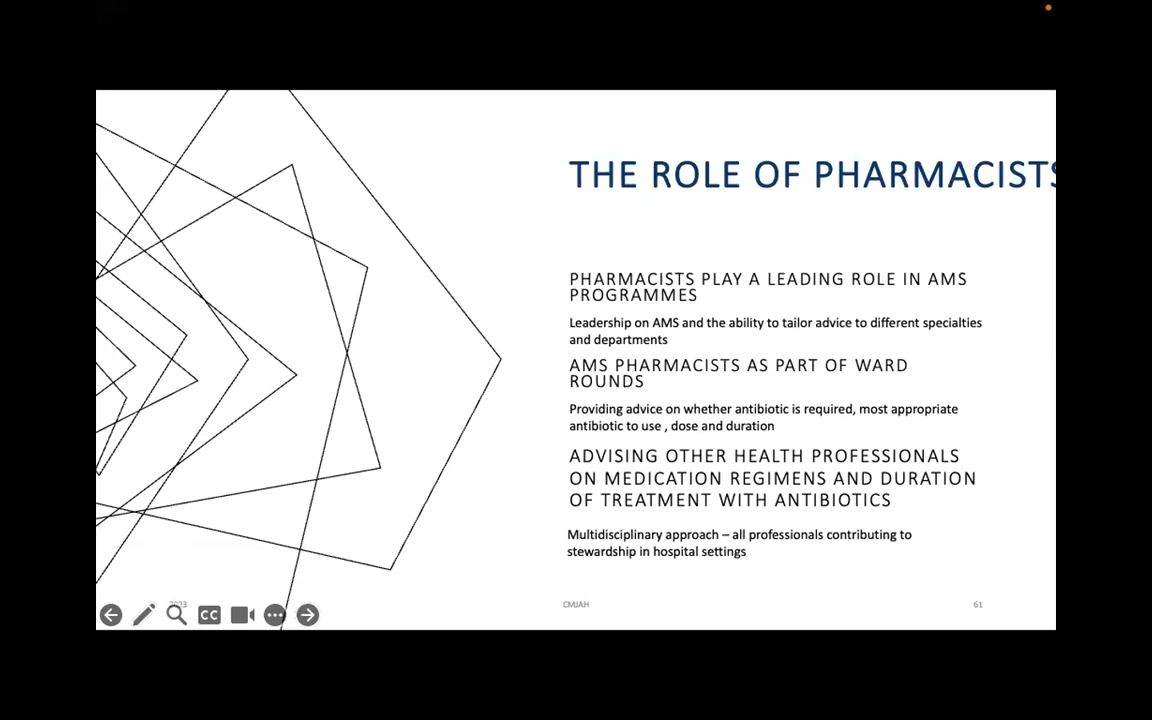 THE ROLE OF PHARMACISTS
PHARMACISTS PLAY A LEADING ROLE IN AMS
PROGRAMMES
Leadership on AMS and the ability to tailor advice to different specialties
and departments
AMS PHARMACISTS AS PART OF WARD
ROUNDS
Providing advice on whether antibiotic is required, most appropriate
antibiotic to use , dose and duration
ADVISING OTHER HEALTH PROFESSIONALS
ON MEDICATION REGIMENS AND DURATION
OF TREATMENT WITH ANTIBIOTICS
Multidisciplinary approach – all professionals contributing to
stewardship in hospital settings
2023
CMJAH
61
CC